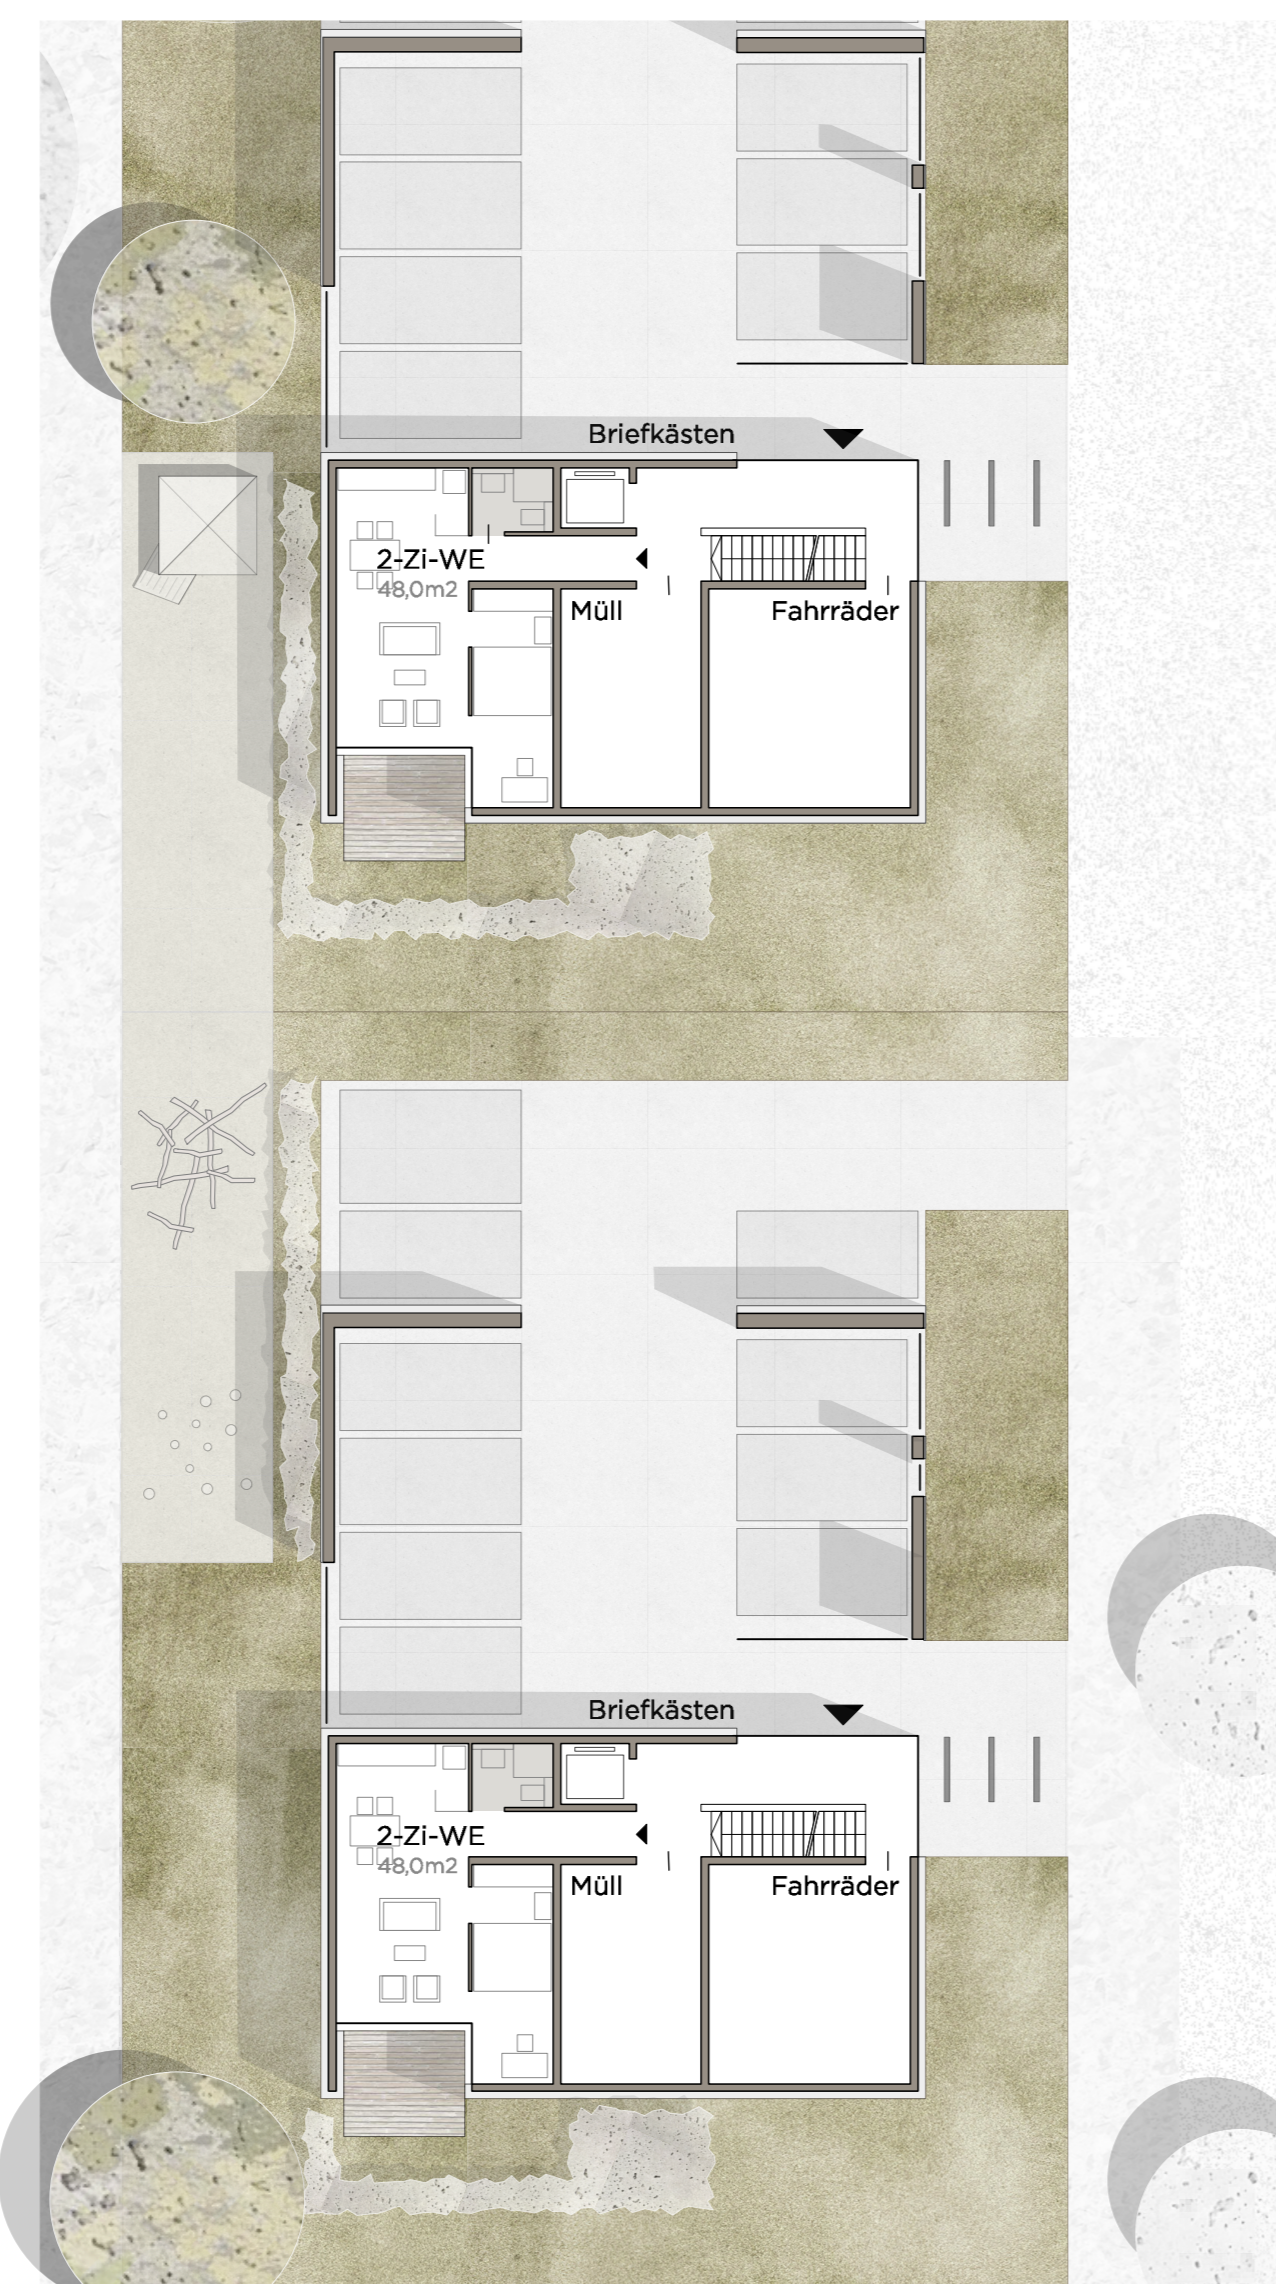 Briefkästen
2-Zi-WE
48,0m2
Müll
Fahrräder
Briefkästen
2-Zi-WE
48,0m2
Müll
Fahrräder